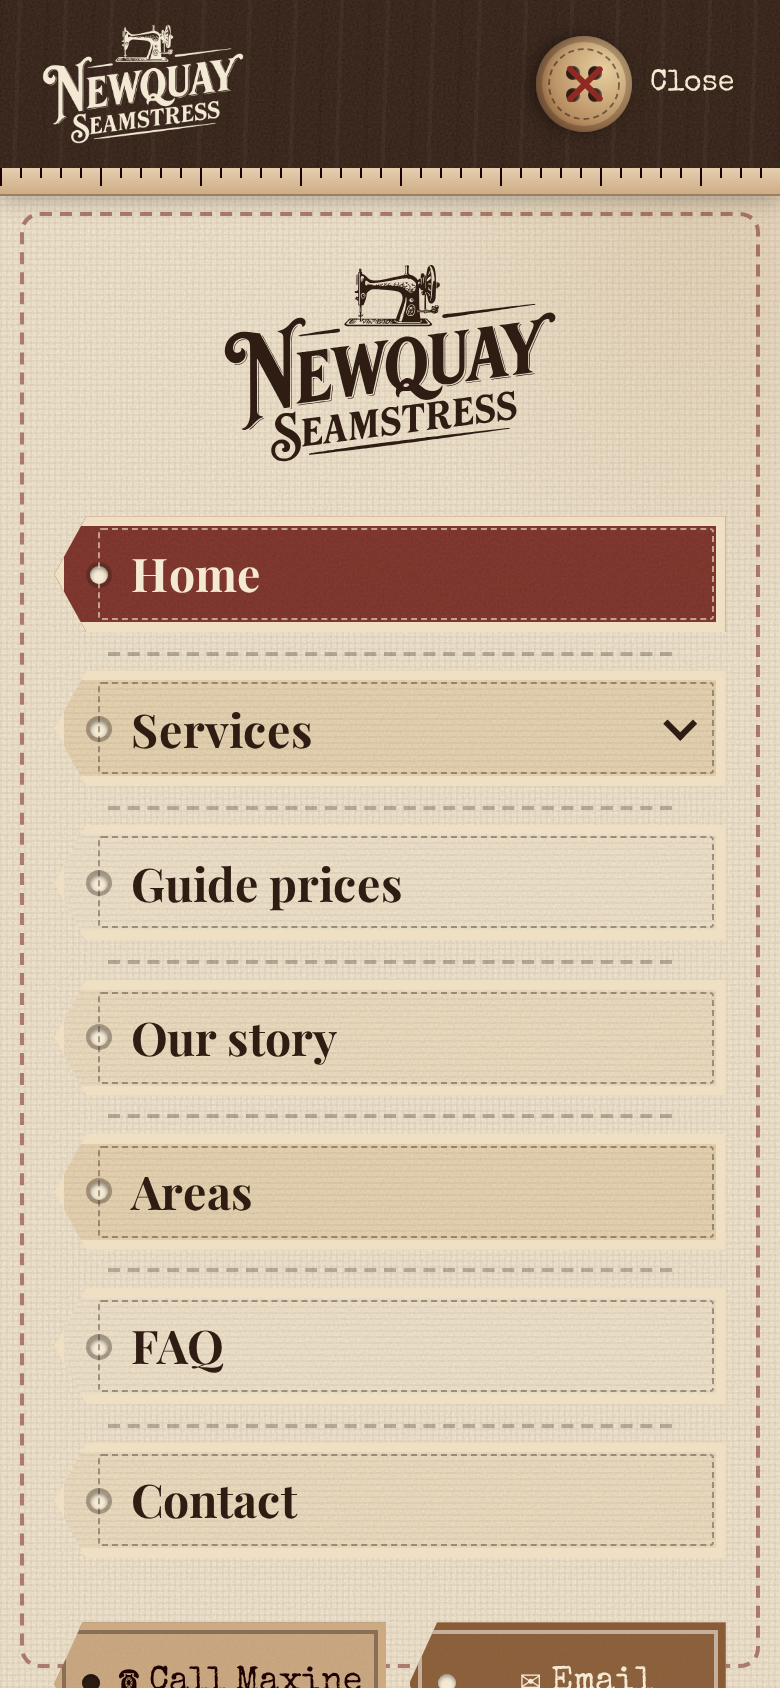 NEWQUAY
SEAMSTRESS
Close
NEWQUAY
SEAMSTRESS
Home
Services
Guide prices
Our story
Areas
FAQ
Contact
☎ Call Maxine
✉ Email